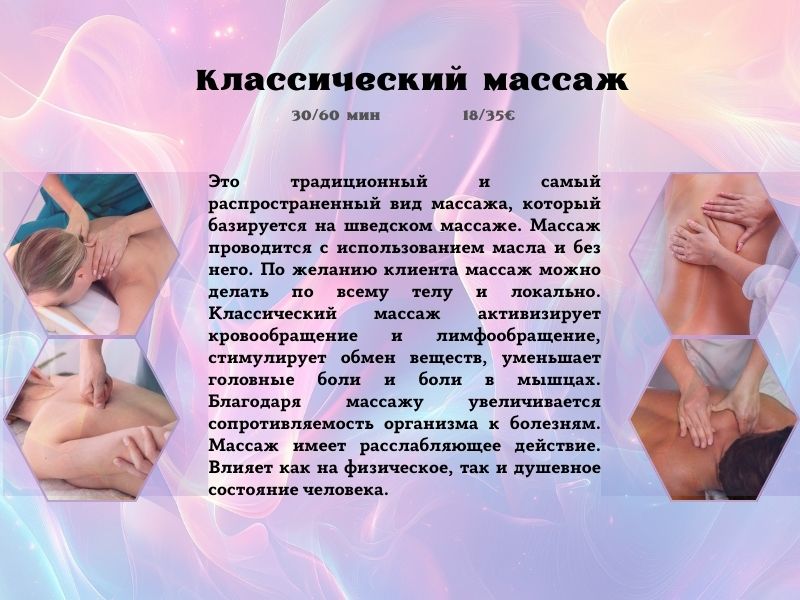 Классический массаж
30/60 мин 18/35€
Это традиционный и самый
распространенный вид массажа, который
базируется на шведском массаже. Массаж
проводится с использованием масла и без
него. По желанию клиента массаж можно
делать по всему телу и локально.
Классический массаж активизирует
кровообращение и лимфообращение,
стимулирует обмен веществ, уменьшает
головные боли и боли в мышцах.
Благодаря массажу увеличивается
сопротивляемость организма к болезням.
Массаж имеет расслабляющее действие.
Влияет как на физическое, так и душевное
состояние человека.